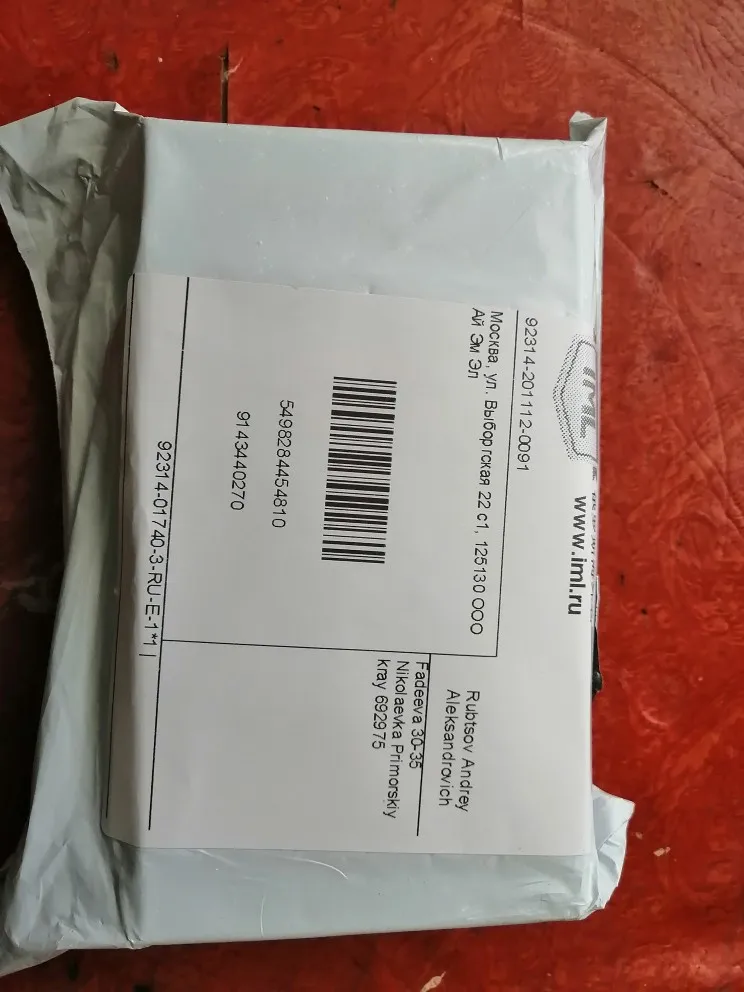 IML
www.iml.ru
92314-201112-0091
Москва, ул. Выборгская 22 с1, 125130 ООО
Ай Эм Эл
5498284454810
9143440270
92314-01740-3-RU-E-1*1
Rubtsov Andrey
Aleksandrovich
Fadeeva 30-35
Nikolaevka Primorskiy
kray 692975